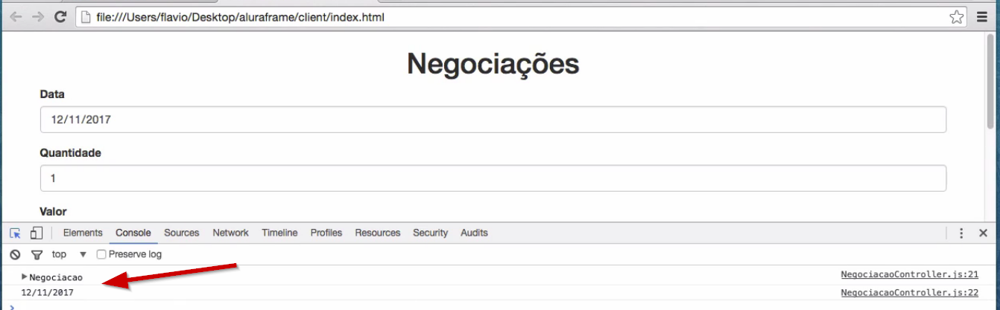 file:///Users/flavio/Desktop/aluraframe/client/index.html
Negociações
Data
12/11/2017
Quantidade
1
Valor
Elements Console Sources Network Timeline Profiles Resources Security Audits
top Preserve log
Negociacao NegociacaoController.js:21
12/11/2017 NegociacaoController.js:22